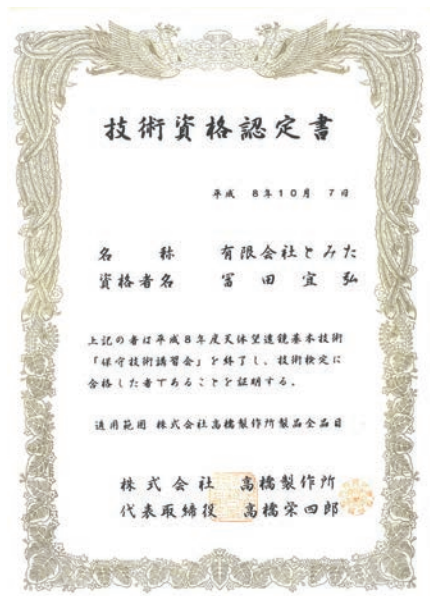 技術資格認定書
平成 8年10月 7日
名 称 有限会社とみた
資格者名 冨田宜弘
上記の者は平成8年度天体望遠鏡基本技術
「保守技術講習会」を終了し、技術検定に
合格した者であることを証明する。
適用範囲 株式会社高橋製作所製品全品目
株式会社 高橋製作所
代表取締役 高橋栄四郎